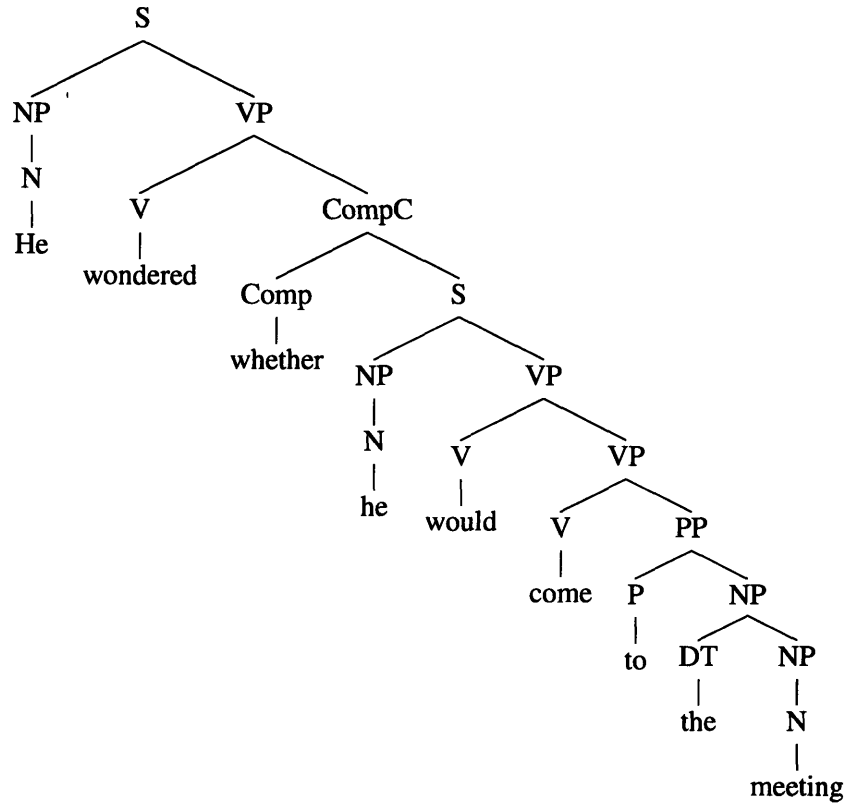 S
NP VP
N
V CompC
He
wondered
Comp S
whether
NP VP
N
V VP
he
would
V PP
come
P NP
to
DT NP
the
N
meeting